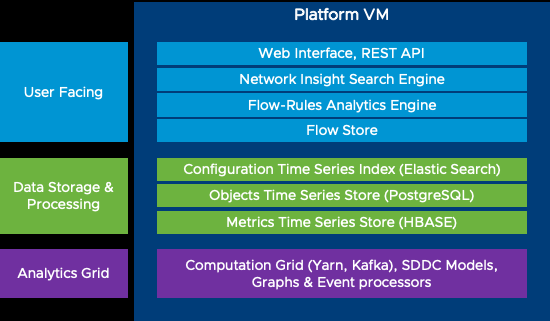 Platform VM
User Facing
Web Interface, REST API
Network Insight Search Engine
Flow-Rules Analytics Engine
Flow Store
Data Storage &
Processing
Configuration Time Series Index (Elastic Search)
Objects Time Series Store (PostgreSQL)
Metrics Time Series Store (HBASE)
Analytics Grid
Computation Grid (Yarn, Kafka), SDDC Models,
Graphs & Event processors